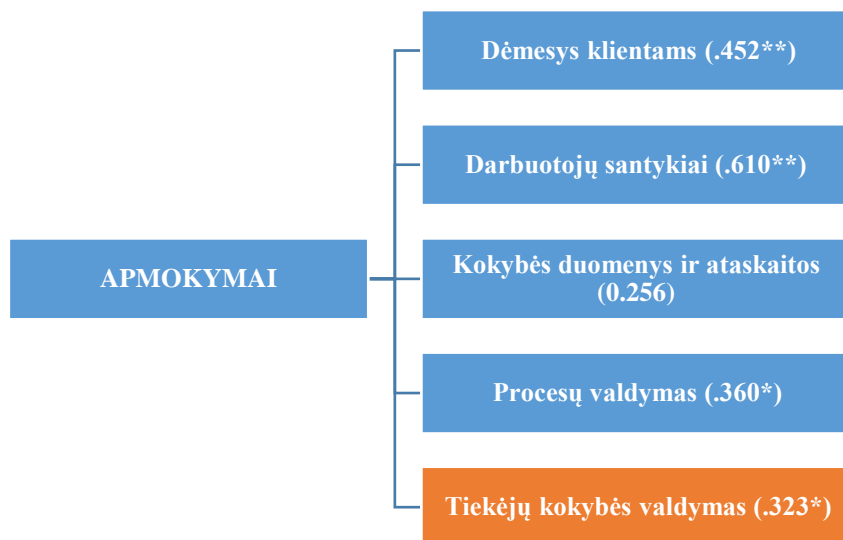 Dėmesys klientams (.452**)
Darbuotojų santykiai (.610**)
APMOKYMAI
Kokybės duomenys ir ataskaitos
(0.256)
Procesų valdymas (.360*)
Tiekėjų kokybės valdymas (.323*)